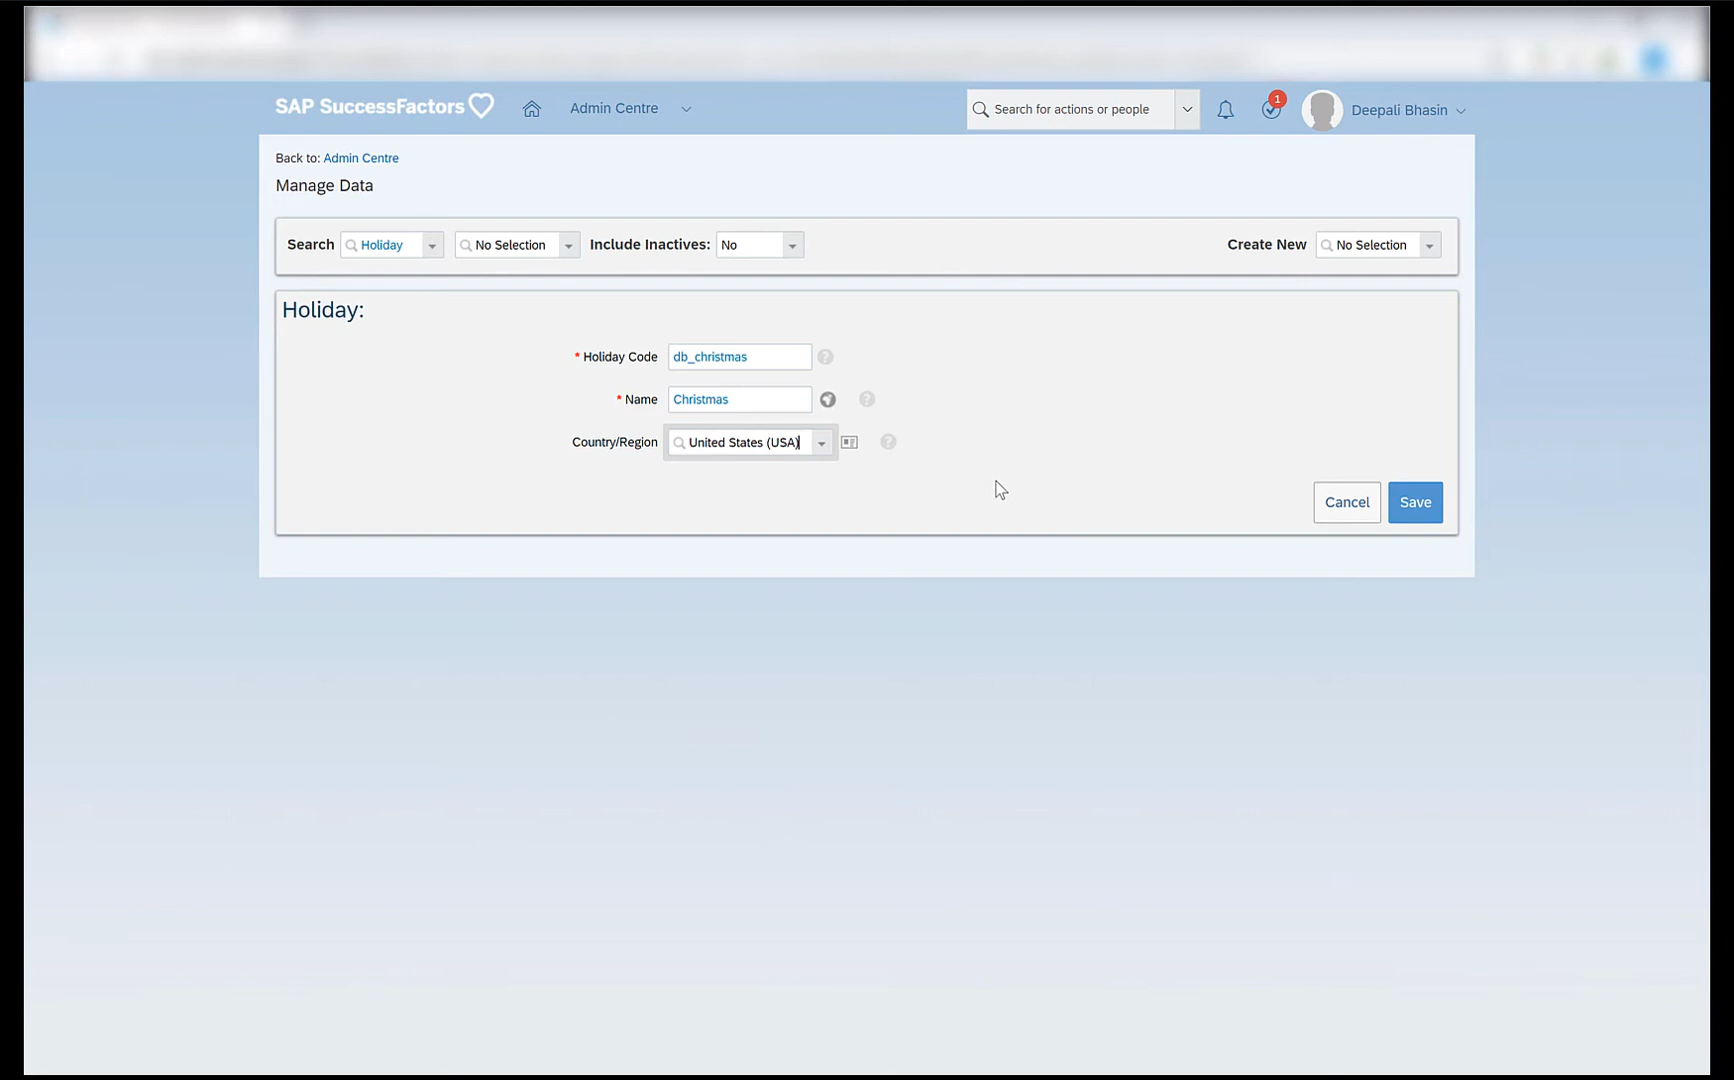 SAP SuccessFactors Admin Centre Search for actions or people 1 Deepali Bhasin
Back to: Admin Centre
Manage Data
Search Holiday No Selection Include Inactives: No Create New No Selection
Holiday:
* Holiday Code db_christmas ?
* Name Christmas ?
Country/Region United States (USA) ?
Cancel Save